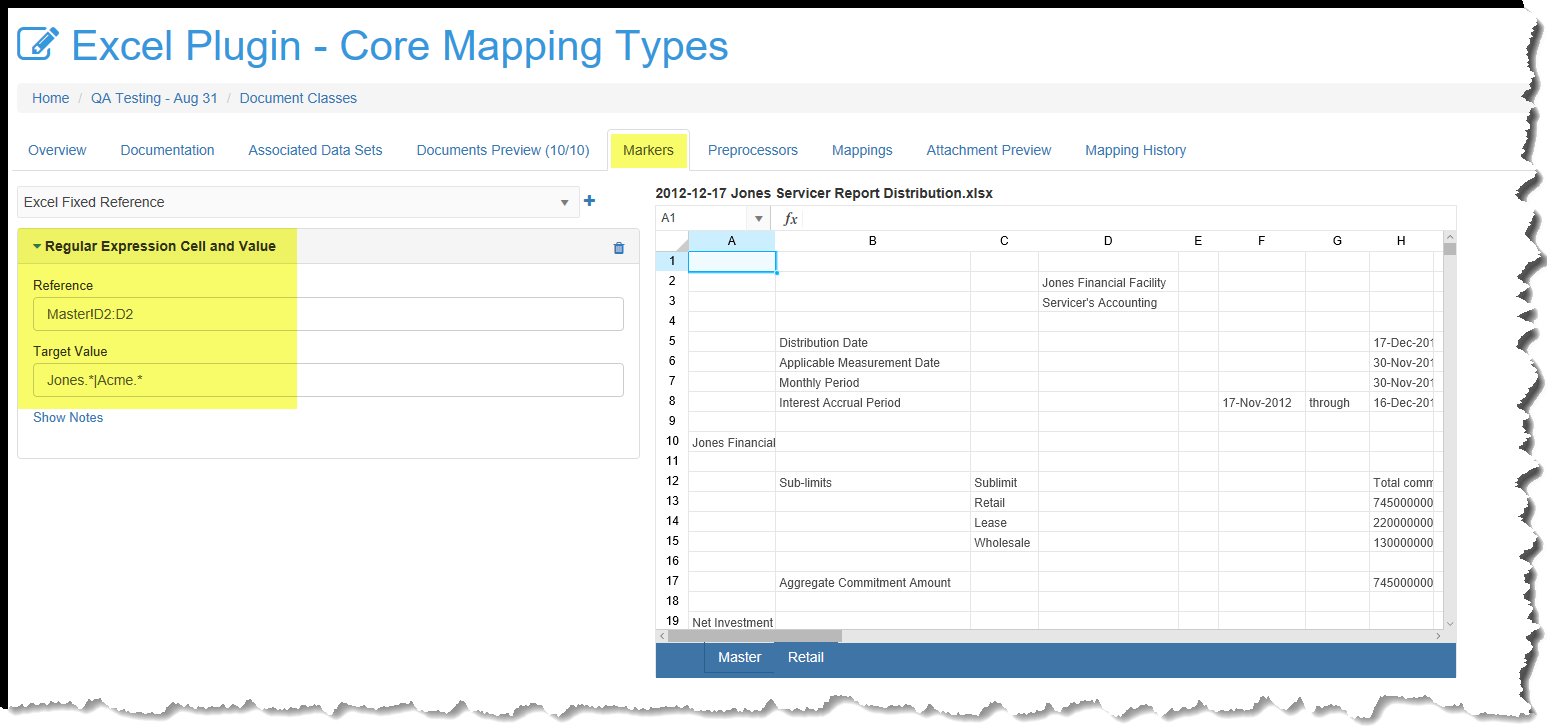 Excel Plugin - Core Mapping Types
Home / QA Testing - Aug 31 / Document Classes
Overview Documentation Associated Data Sets Documents Preview (10/10) Markers Preprocessors Mappings Attachment Preview Mapping History
Excel Fixed Reference
Regular Expression Cell and Value
Reference
Master!D2:D2
Target Value
Jones.*|Acme.*
Show Notes
2012-12-17 Jones Servicer Report Distribution.xlsx
A1 fx
A B C D E F G H
1
2 Jones Financial Facility
3 Servicer's Accounting
4
5 Distribution Date 17-Dec-201
6 Applicable Measurement Date 30-Nov-201
7 Monthly Period 30-Nov-201
8 Interest Accrual Period 17-Nov-2012 through 16-Dec-201
9
10 Jones Financial
11
12 Sub-limits Sublimit Total comm
13 Retail 745000000
14 Lease 220000000
15 Wholesale 130000000
16
17 Aggregate Commitment Amount 745000000
18
19 Net Investment
Master Retail